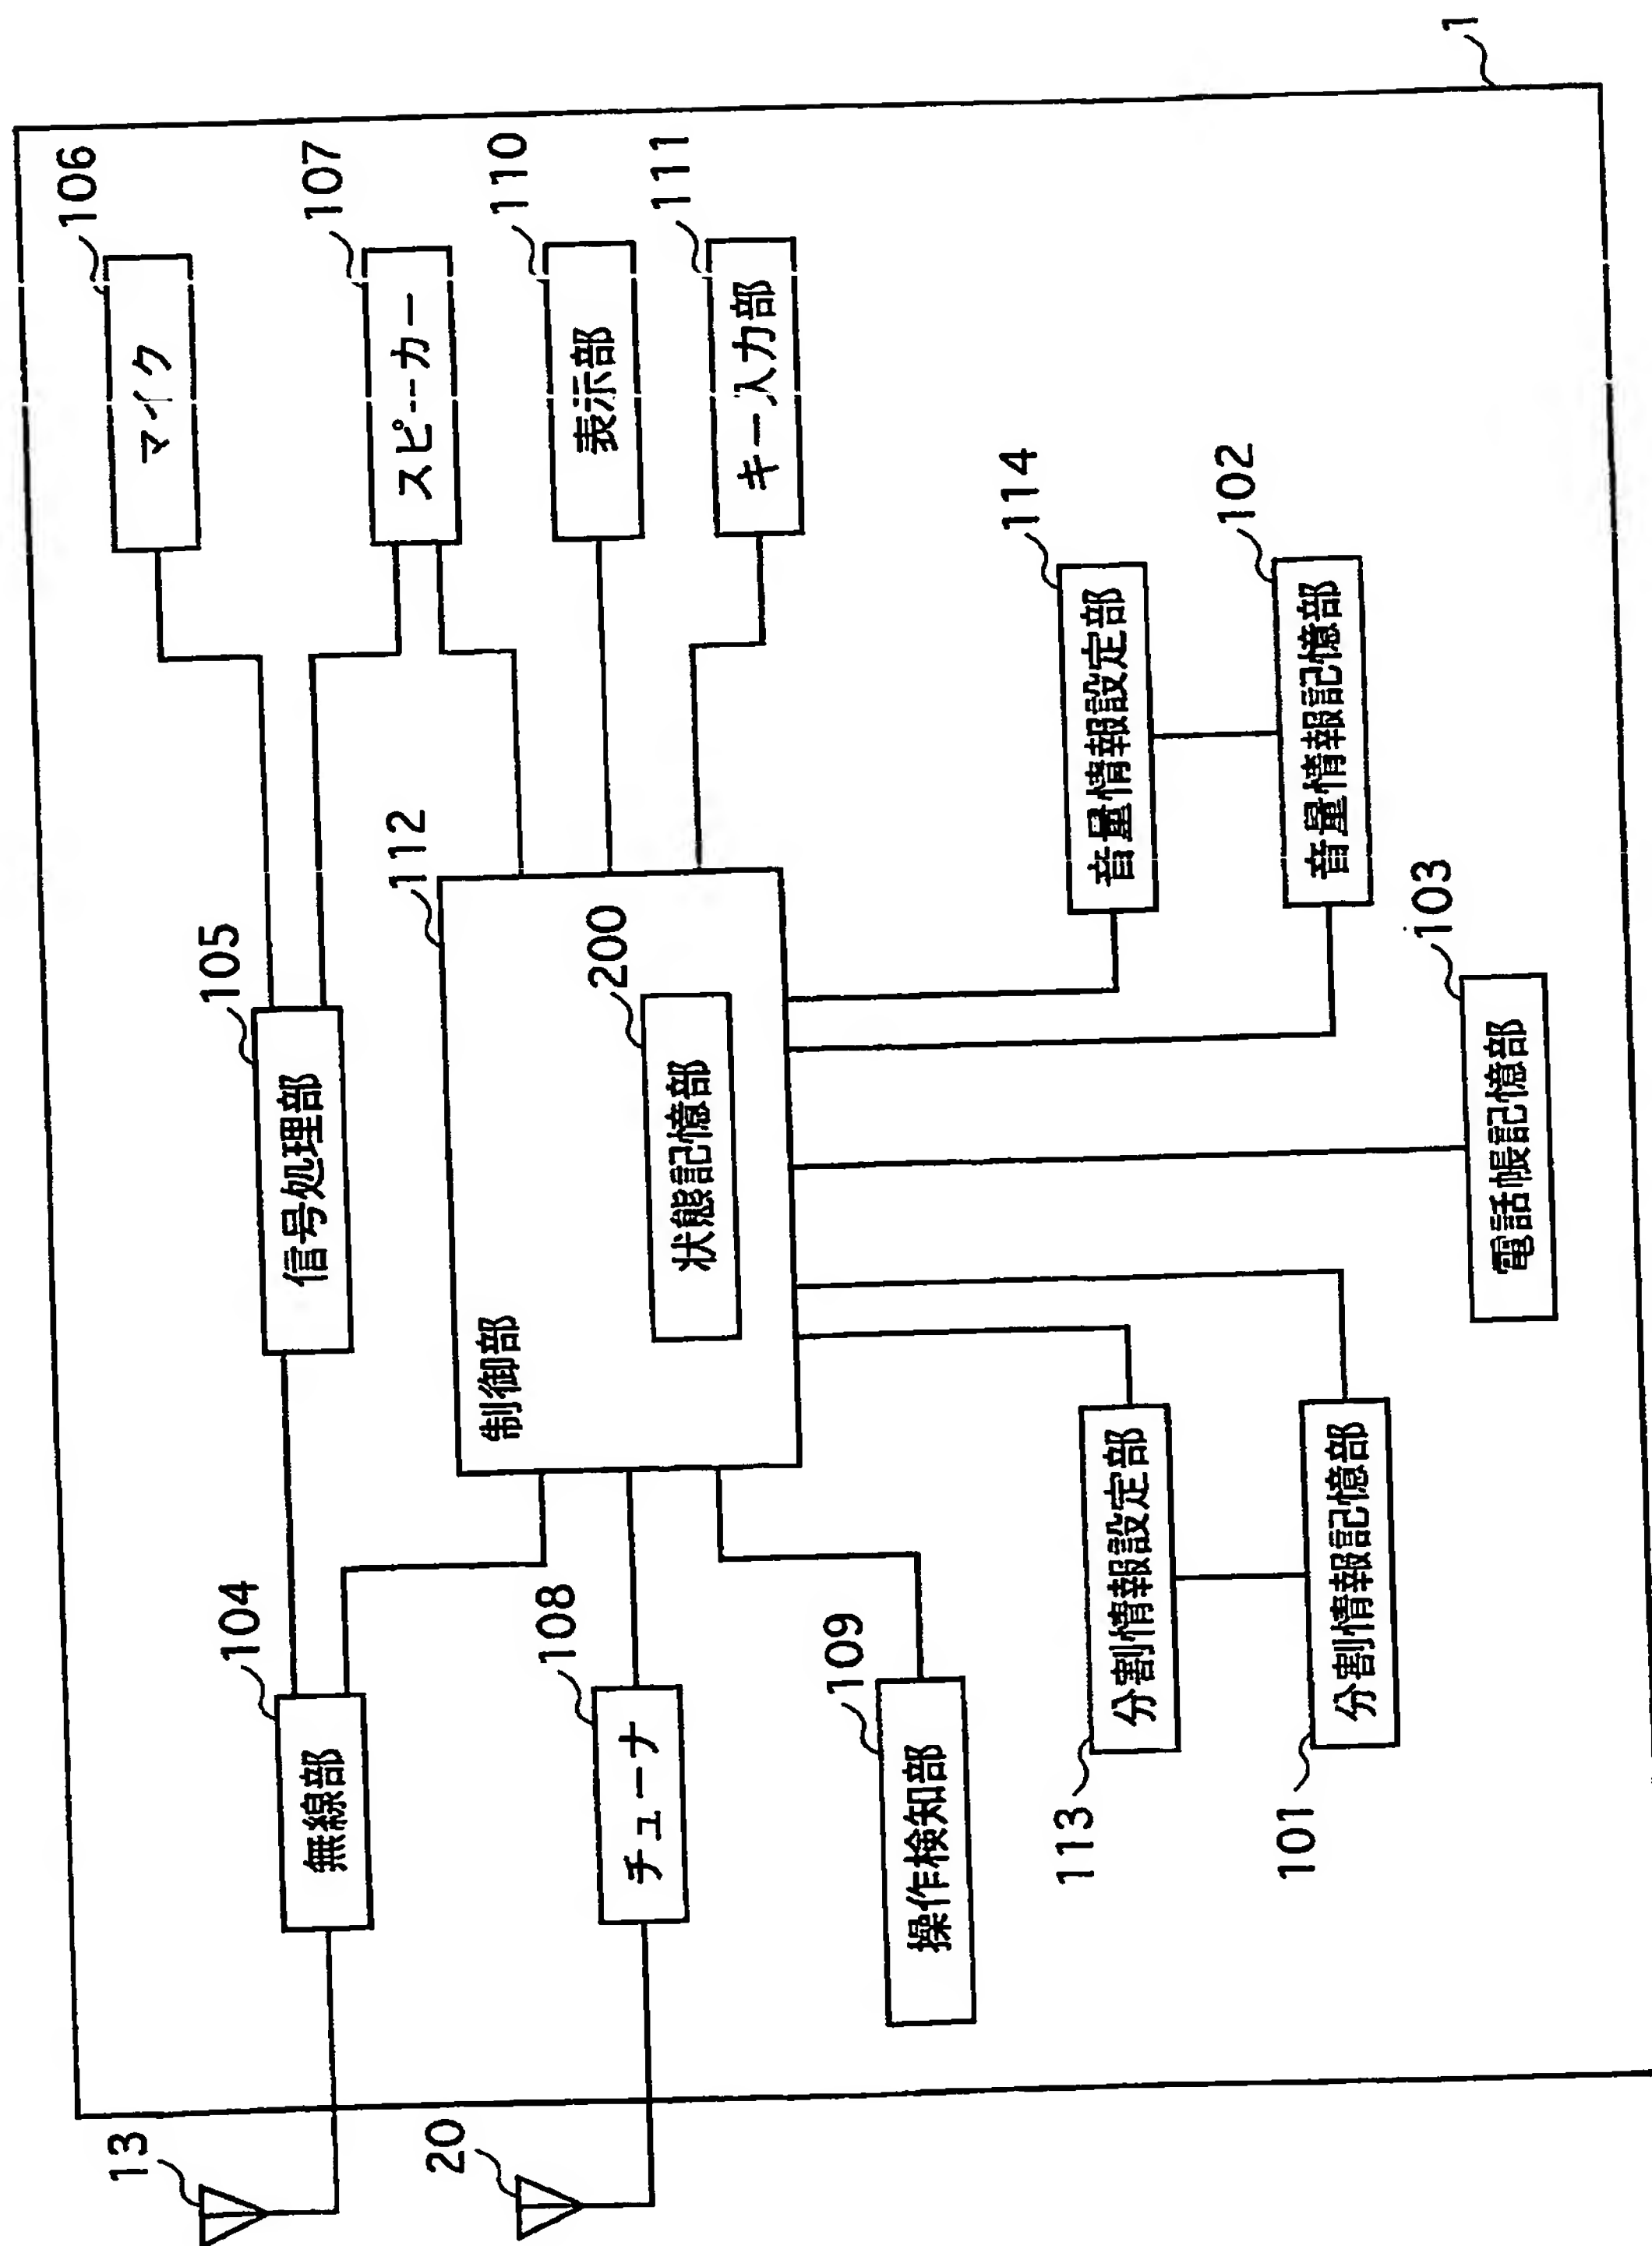 1
106
マイク
105
信号処理部
107
スピーカー
104
無線部
13
112
制御部
200
状態記憶部
110
表示部
108
チューナ
20
111
キー入力部
109
操作検知部
114
音量情報設定部
113
分割情報設定部
102
音量情報記憶部
101
分割情報記憶部
103
電話帳記憶部